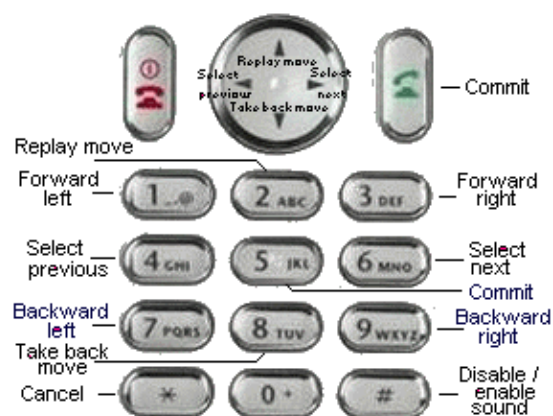 Replay move
Select
Select
previous
next
Take back move
Commit
Replay move
Forward
left
1 ..@
2 ABC
3 DEF
Forward
right
Select
previous
4 GHI
5 JKL
6 MNO
Select
next
Commit
Backward
left
7 PQRS
8 TUV
9 WXYZ
Backward
right
Take back
move
Cancel
*
0 +
#
Disable /
enable
sound